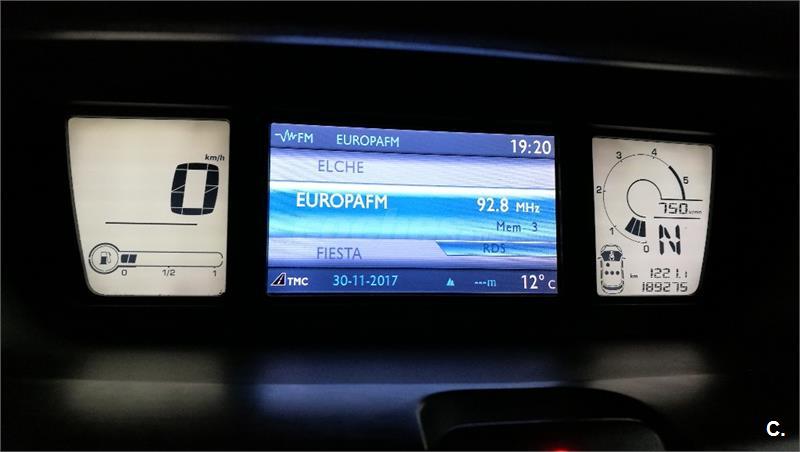 km/h
0
0 1/2 1
FM EUROPAFM 19:20
ELCHE
EUROPAFM 92.8 MHz
Mem 3
FIESTA RDS
TMC 30-11-2017 ---m 12° C
0 1 2 3 4 5
750
N
km 1221.1
189275
C.